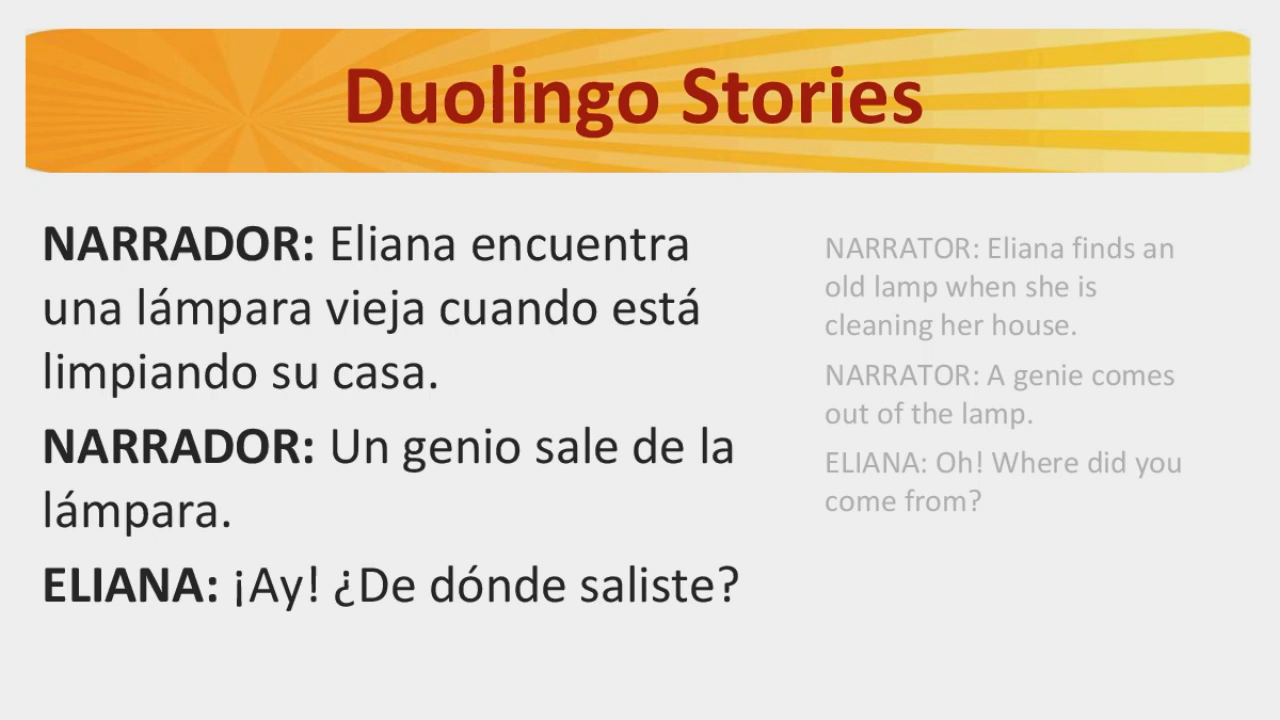 Duolingo Stories
NARRADOR: Eliana encuentra
una lámpara vieja cuando está
limpiando su casa.
NARRADOR: Un genio sale de la
lámpara.
ELIANA: ¡Ay! ¿De dónde saliste?
NARRATOR: Eliana finds an
old lamp when she is
cleaning her house.
NARRATOR: A genie comes
out of the lamp.
ELIANA: Oh! Where did you
come from?